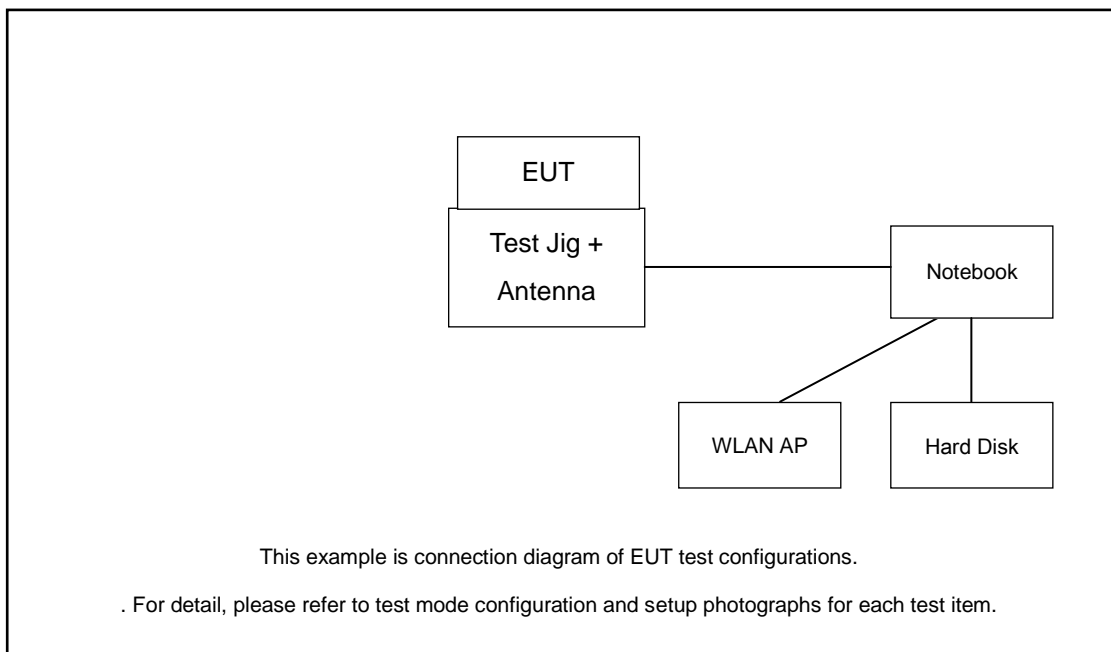 EUT
Test Jig +
Antenna
Notebook
WLAN AP
Hard Disk
This example is connection diagram of EUT test configurations.
. For detail, please refer to test mode configuration and setup photographs for each test item.